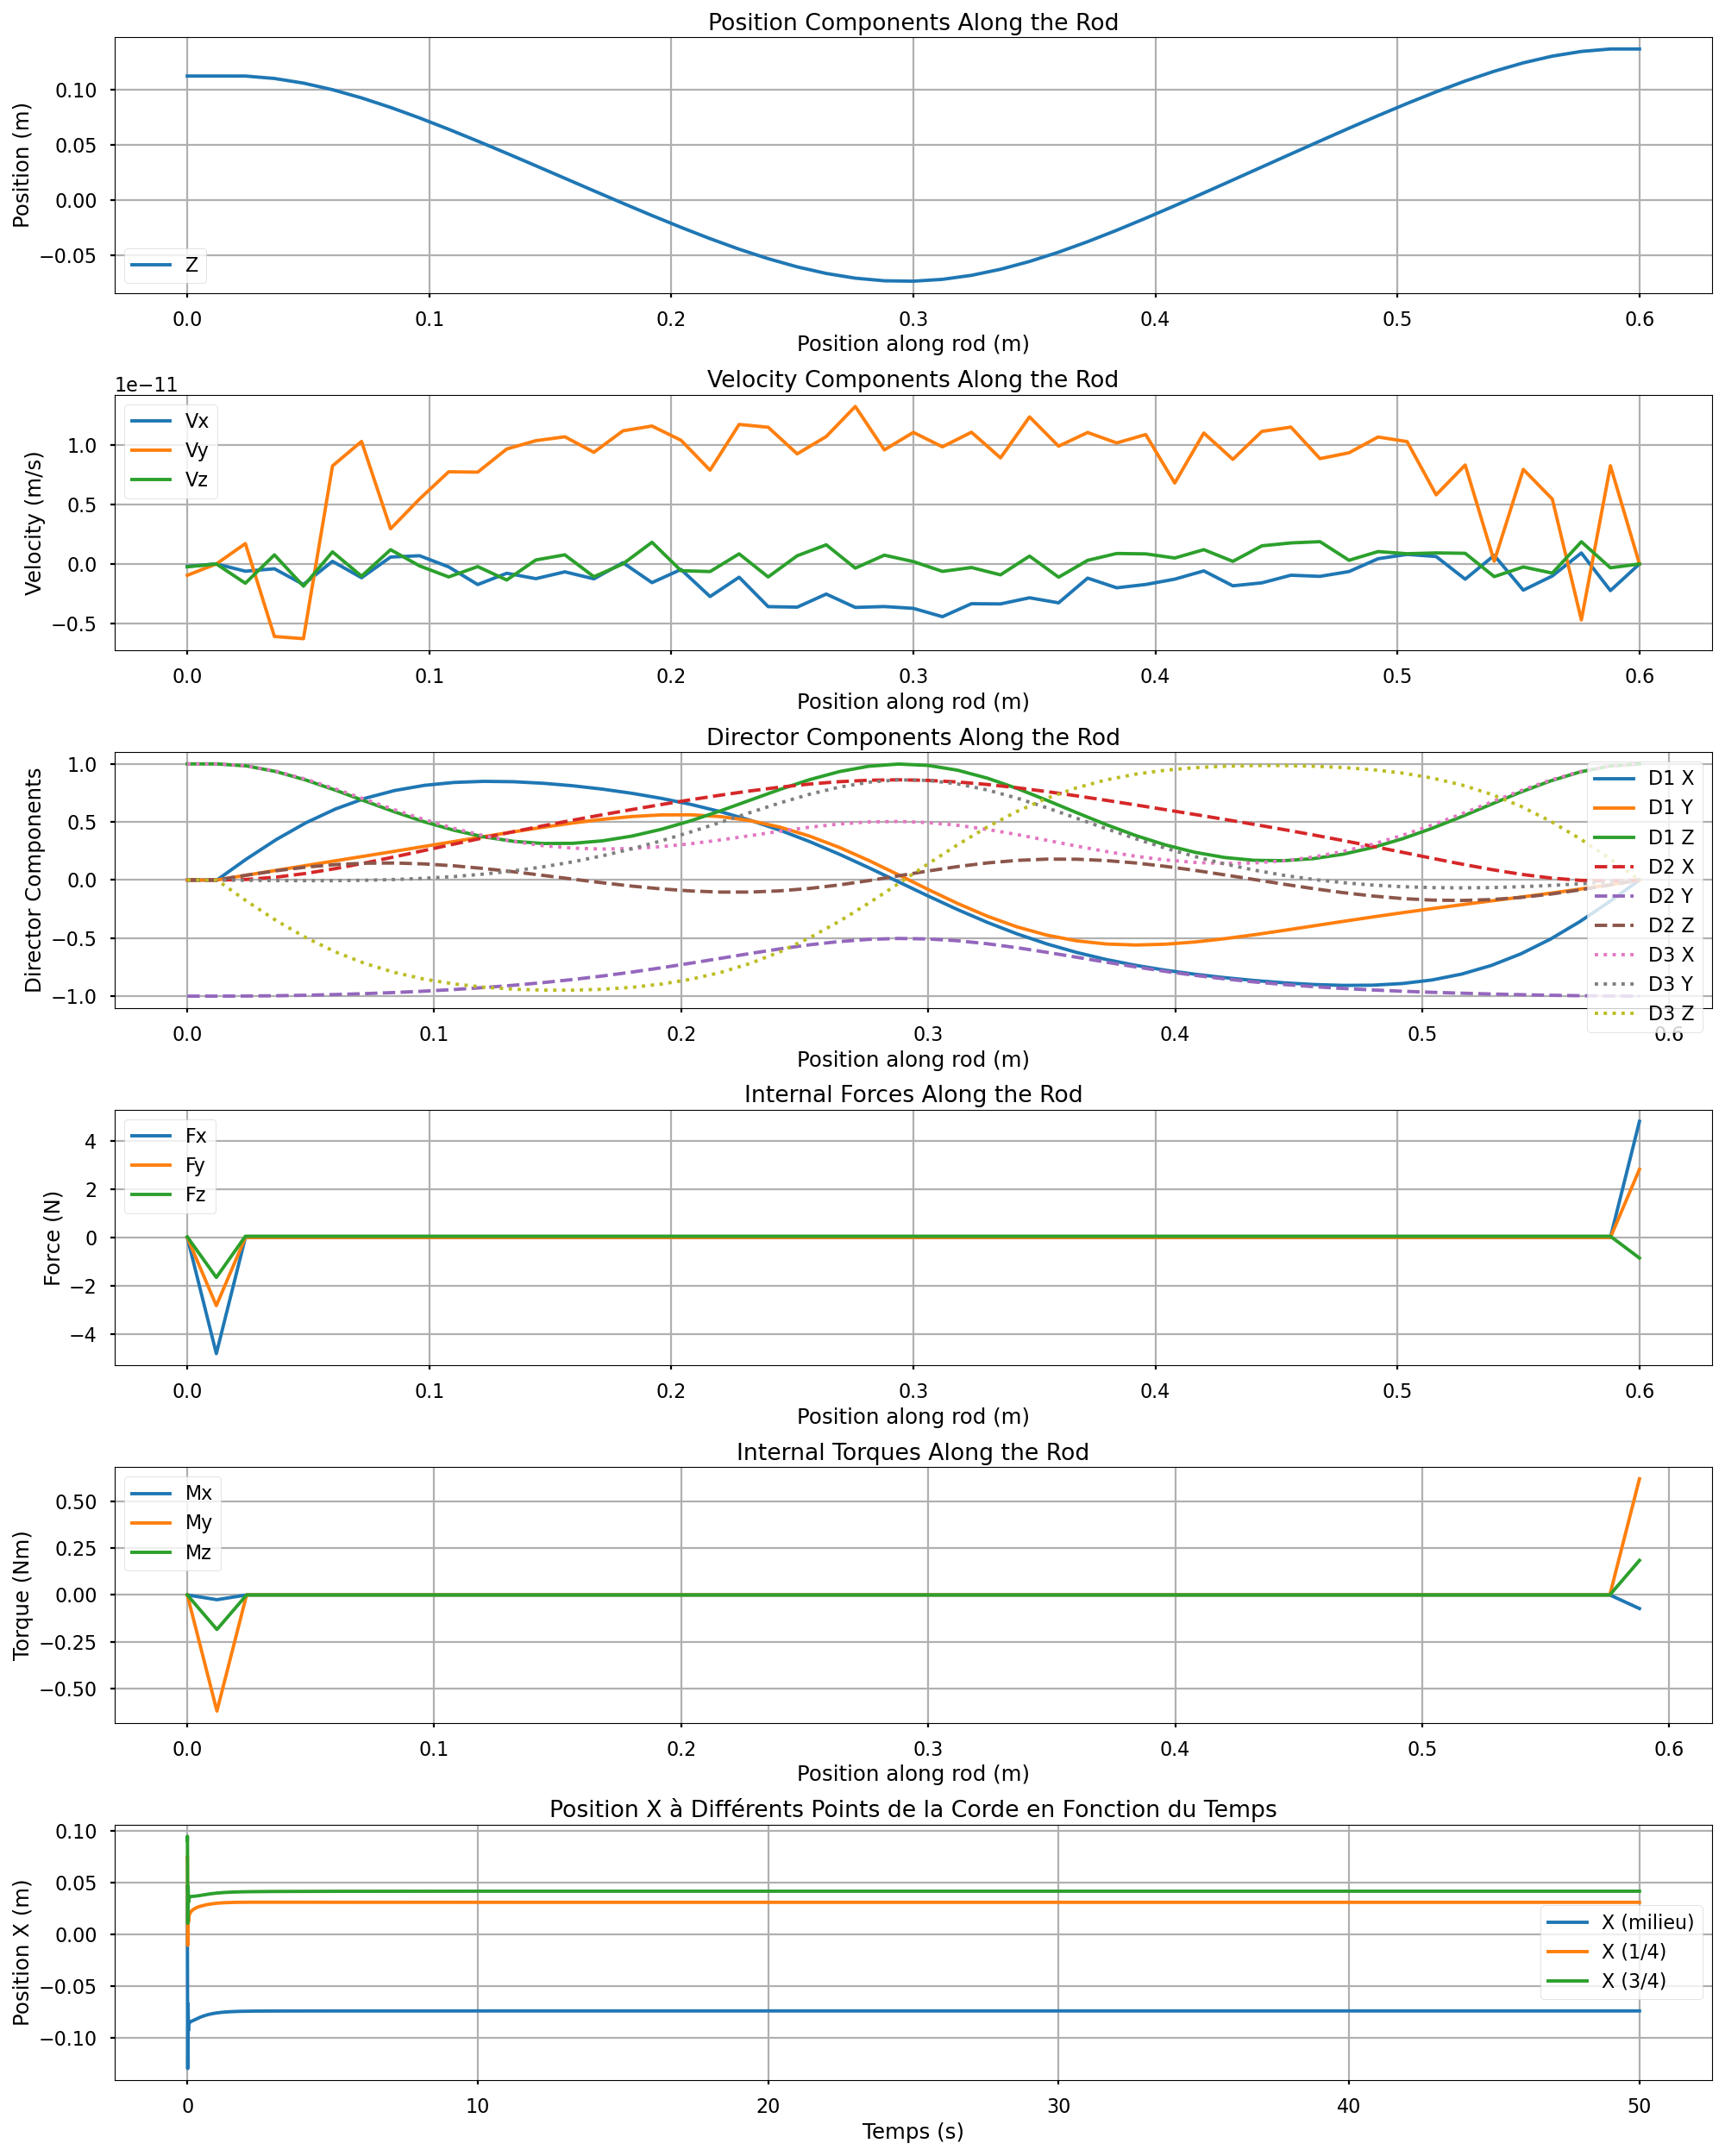 Position Components Along the Rod
Position (m)
0.10
0.05
0.00
−0.05
Z
0.0 0.1 0.2 0.3 0.4 0.5 0.6
Position along rod (m)
Velocity Components Along the Rod
1e−11
Velocity (m/s)
1.0
0.5
0.0
−0.5
Vx
Vy
Vz
0.0 0.1 0.2 0.3 0.4 0.5 0.6
Position along rod (m)
Director Components Along the Rod
Director Components
1.0
0.5
0.0
−0.5
−1.0
D1 X
D1 Y
D1 Z
D2 X
D2 Y
D2 Z
D3 X
D3 Y
D3 Z
0.0 0.1 0.2 0.3 0.4 0.5 0.6
Position along rod (m)
Internal Forces Along the Rod
Force (N)
4
2
0
−2
−4
Fx
Fy
Fz
0.0 0.1 0.2 0.3 0.4 0.5 0.6
Position along rod (m)
Internal Torques Along the Rod
Torque (Nm)
0.50
0.25
0.00
−0.25
−0.50
Mx
My
Mz
0.0 0.1 0.2 0.3 0.4 0.5 0.6
Position along rod (m)
Position X à Différents Points de la Corde en Fonction du Temps
Position X (m)
0.10
0.05
0.00
−0.05
−0.10
X (milieu)
X (1/4)
X (3/4)
0 10 20 30 40 50
Temps (s)